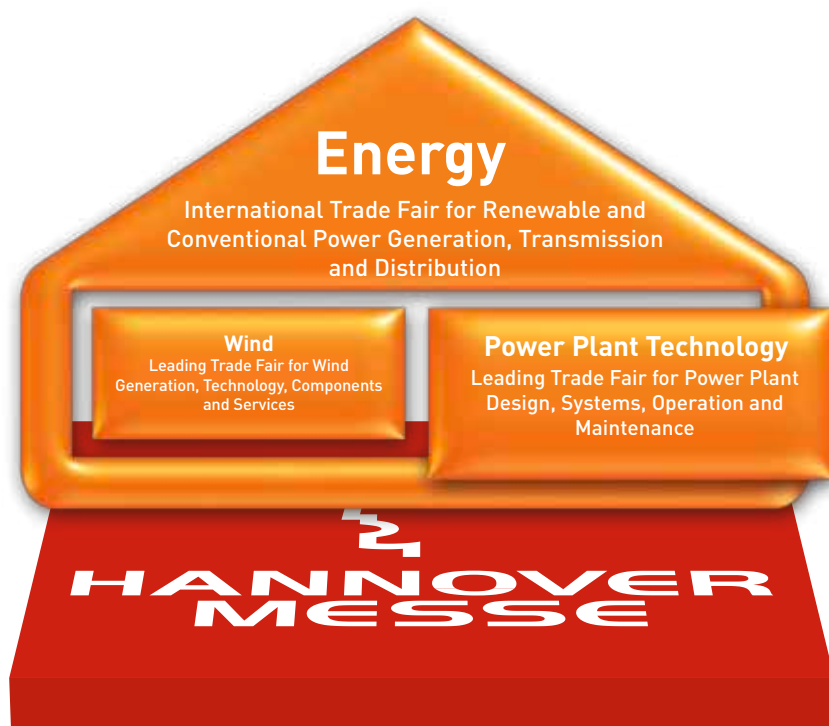 Energy
International Trade Fair for Renewable and
Conventional Power Generation, Transmission
and Distribution
Wind
Leading Trade Fair for Wind
Generation, Technology, Components
and Services
Power Plant Technology
Leading Trade Fair for Power Plant
Design, Systems, Operation and
Maintenance
HANNOVER
MESSE